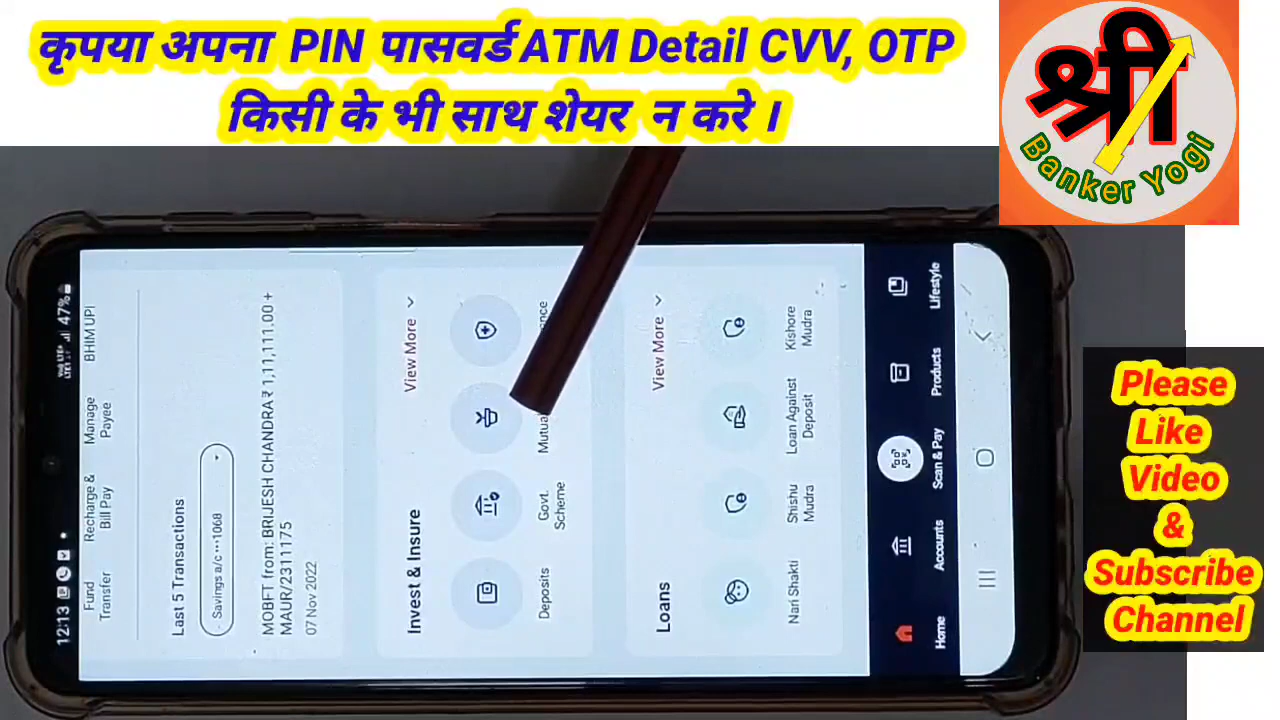 कृपया अपना PIN पासवर्ड ATM Detail CVV, OTP
किसी के भी साथ शेयर न करे ।
श्री
Banker Yogi
12:13
47%
Fund
Transfer
Recharge &
Bill Pay
Manage
Payee
BHIM UPI
Last 5 Transactions
Savings a/c ···1068
MOBFT from: BRIJESH CHANDRA ₹ 1,11,111.00 +
MAUR/2311175
07 Nov 2022
Invest & Insure
View More
Deposits
Govt.
Scheme
Mutua
Loans
View More
Nari Shakti
Shishu
Mudra
Loan Against
Deposit
Kishore
Mudra
Home
Accounts
Scan & Pay
Products
Lifestyle
Please
Like
Video
&
Subscribe
Channel